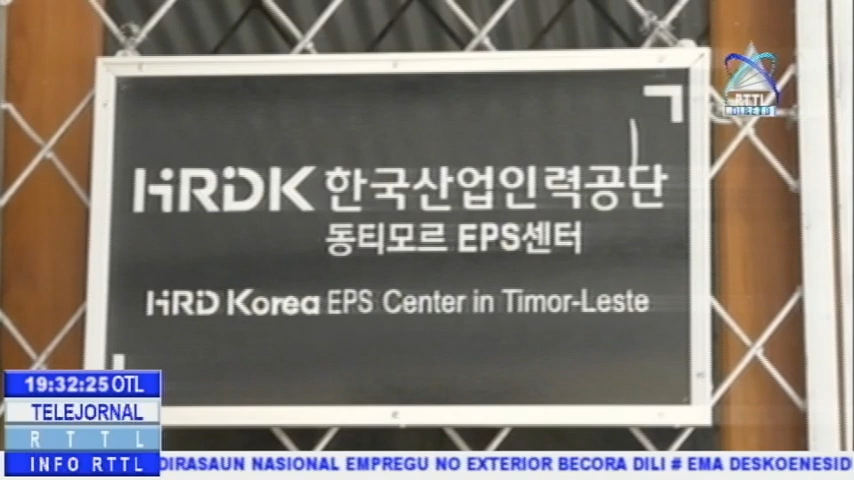 HRDK 한국산업인력공단
동티모르 EPS센터
HRD Korea EPS Center in Timor-Leste
RTTL
19:32:25 OTL
TELEJORNAL
R T T L
INFO RTTL
DIRASAUN NASIONAL EMPREGU NO EXTERIOR BECORA DILI # EMA DESKOENESID